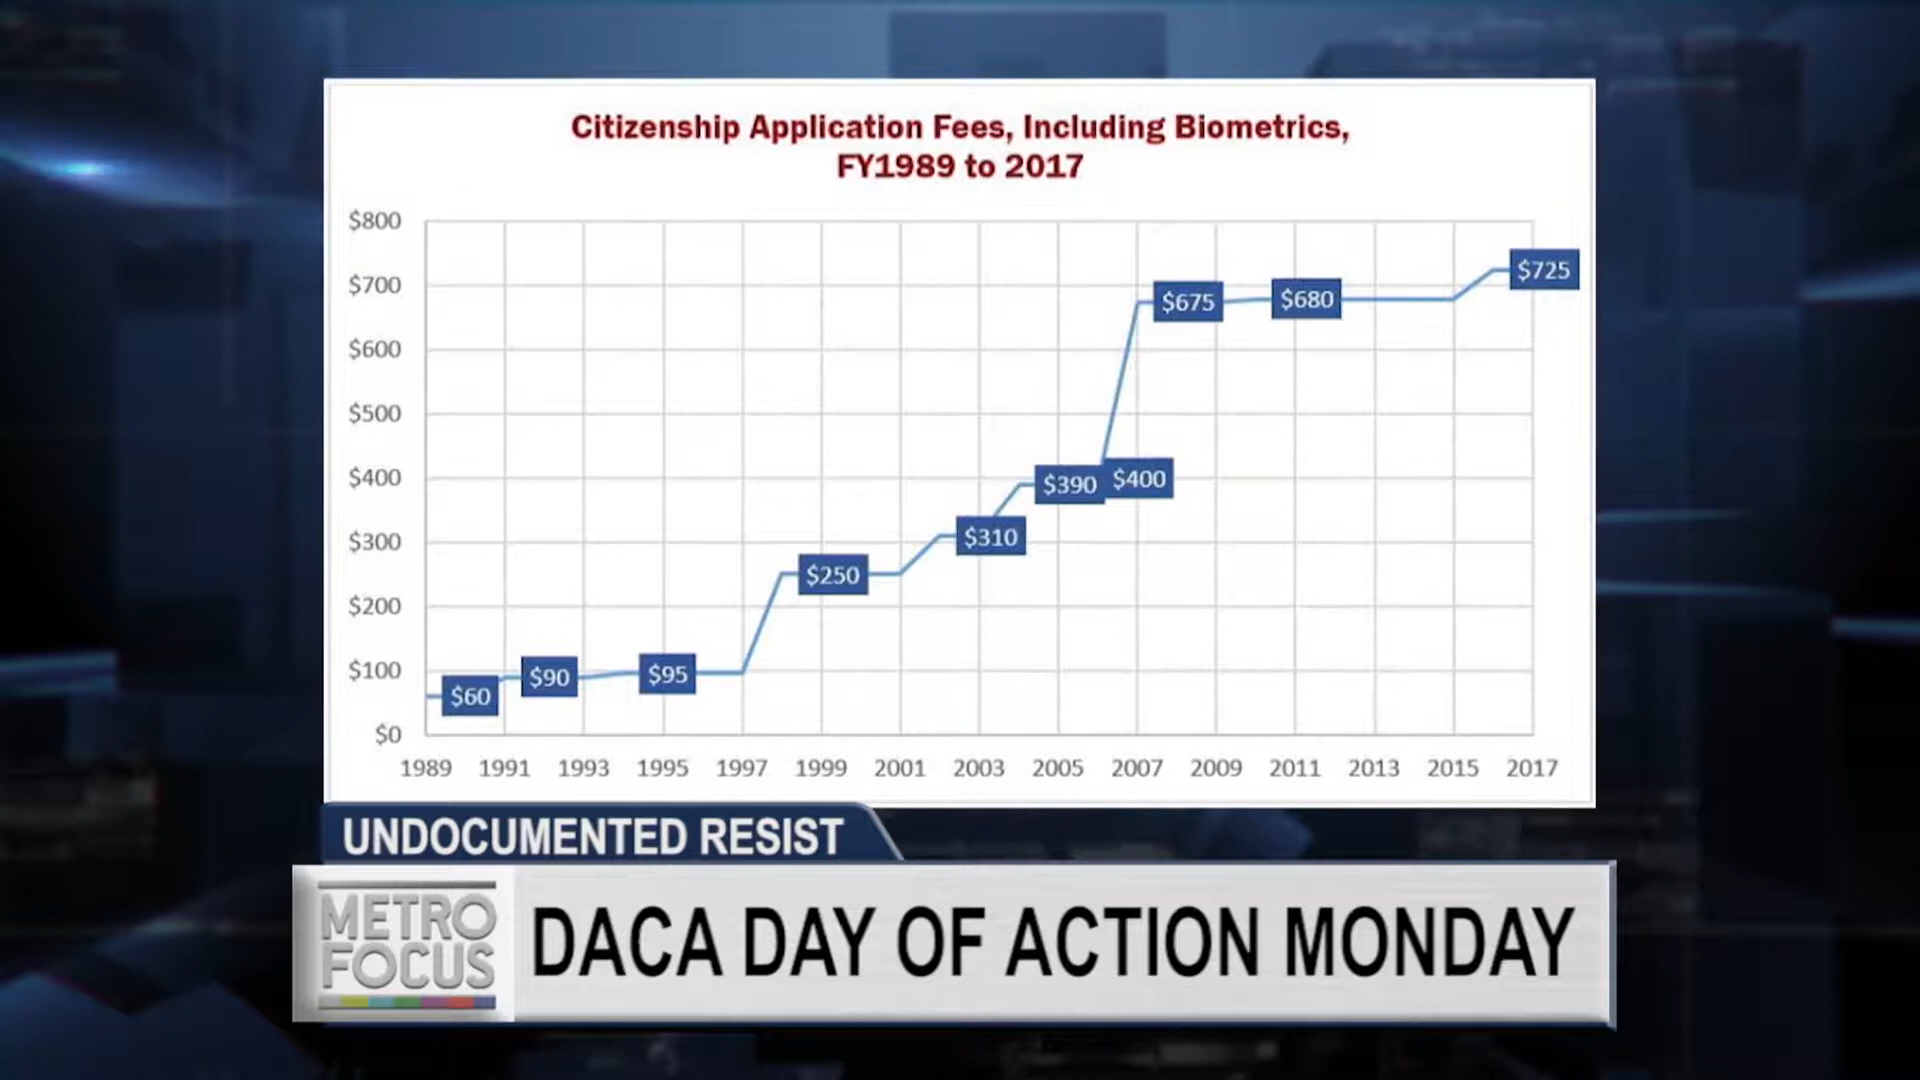 Citizenship Application Fees, Including Biometrics,
FY1989 to 2017
$800
$700
$600
$500
$400
$300
$200
$100
$0
$60
$90
$95
$250
$310
$390
$400
$675
$680
$725
1989 1991 1993 1995 1997 1999 2001 2003 2005 2007 2009 2011 2013 2015 2017
UNDOCUMENTED RESIST
METRO
FOCUS
DACA DAY OF ACTION MONDAY